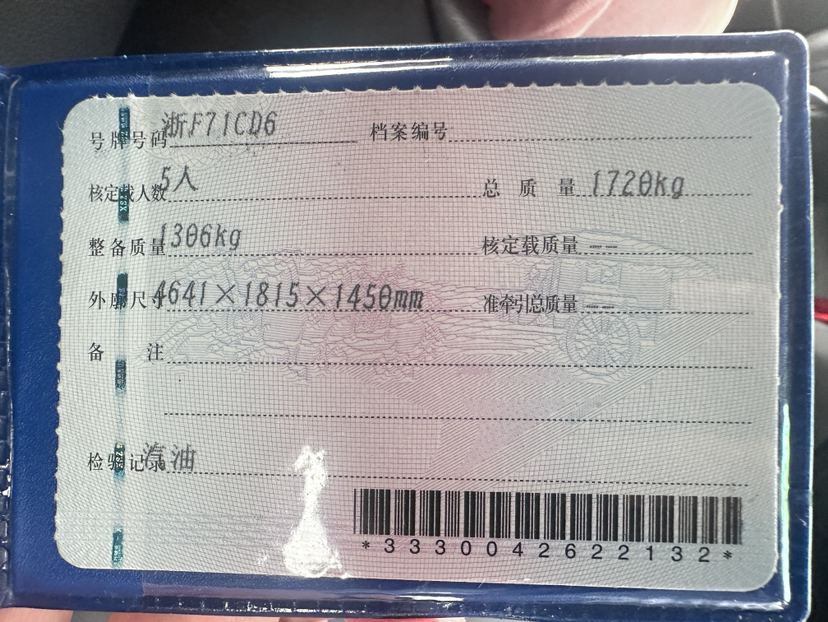 号牌号码 浙F71CD6 档案编号
核定载人数 5人 总质量 1720kg
整备质量 1306kg 核定载质量 ——
外廓尺寸 4641×1815×1450mm 准牵引总质量 ——
备注
检验记录 汽油
*3330042622132*